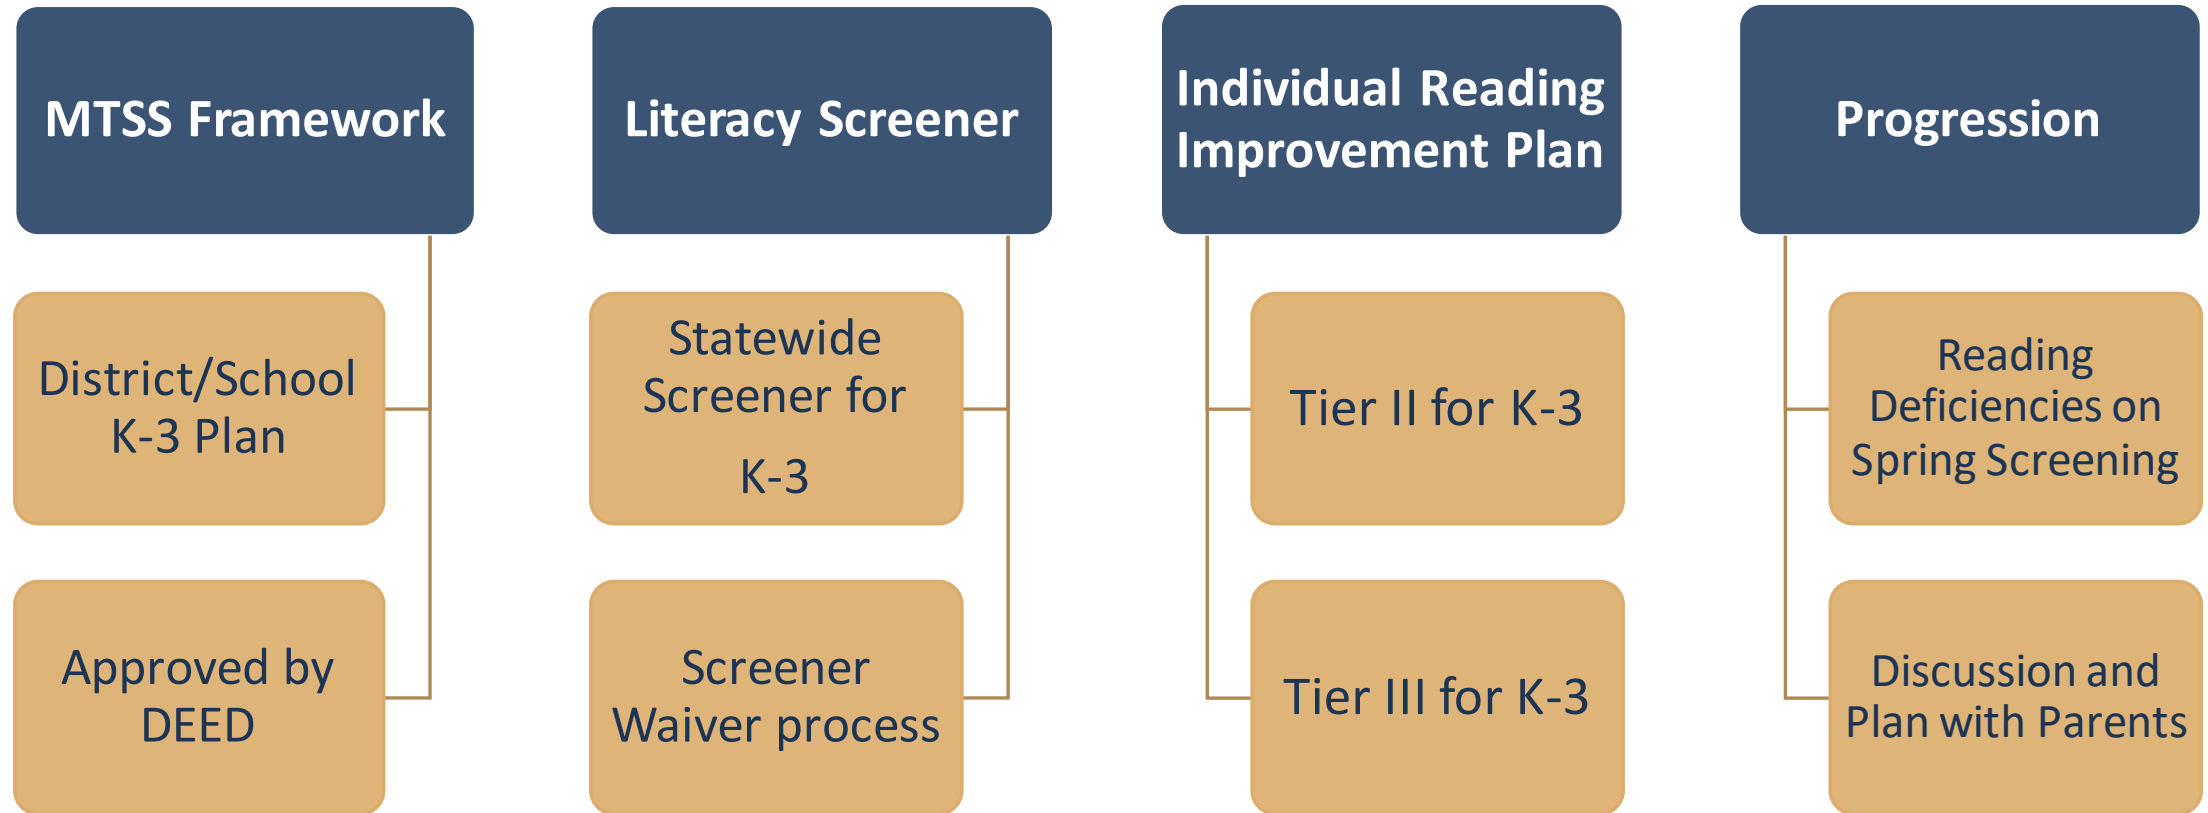 MTSS Framework
District/School
K-3 Plan
Approved by
DEED
Literacy Screener
Statewide
Screener for
K-3
Screener
Waiver process
Individual Reading
Improvement Plan
Tier II for K-3
Tier III for K-3
Progression
Reading
Deficiencies on
Spring Screening
Discussion and
Plan with Parents